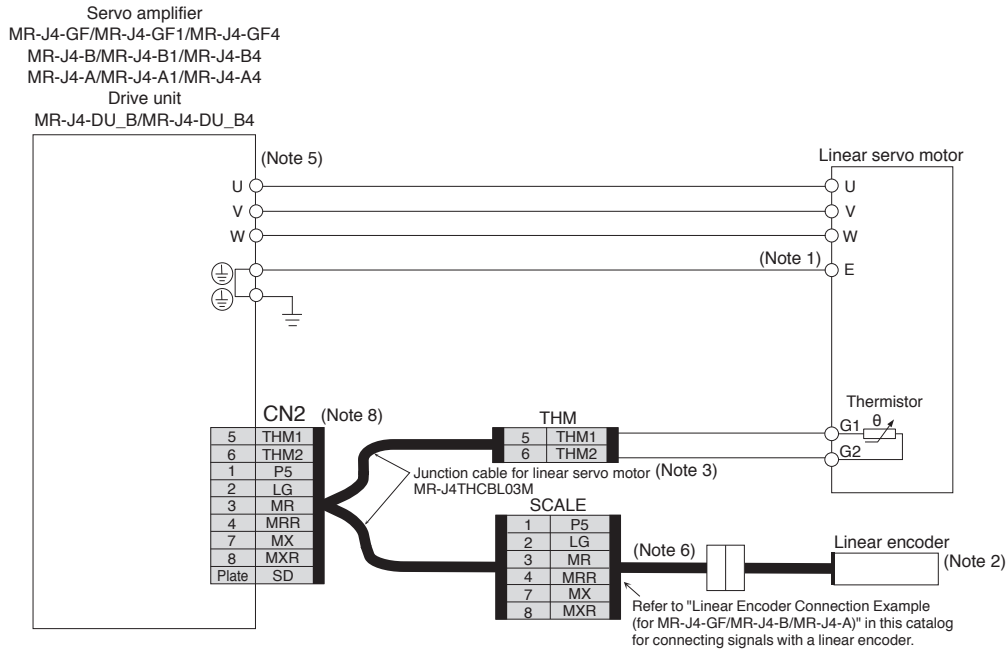 Servo amplifier
MR-J4-GF/MR-J4-GF1/MR-J4-GF4
MR-J4-B/MR-J4-B1/MR-J4-B4
MR-J4-A/MR-J4-A1/MR-J4-A4
Drive unit
MR-J4-DU_B/MR-J4-DU_B4
(Note 5)
Linear servo motor
U
U
V
V
W
W
(Note 1)
E
CN2
(Note 8)
5 THM1
6 THM2
1 P5
2 LG
3 MR
4 MRR
7 MX
8 MXR
Plate SD
THM
5 THM1
6 THM2
Thermistor
G1
θ
G2
Junction cable for linear servo motor (Note 3)
MR-J4THCBL03M
SCALE
1 P5
2 LG
3 MR
4 MRR
7 MX
8 MXR
(Note 6)
Linear encoder
(Note 2)
Refer to "Linear Encoder Connection Example
(for MR-J4-GF/MR-J4-B/MR-J4-A)" in this catalog
for connecting signals with a linear encoder.